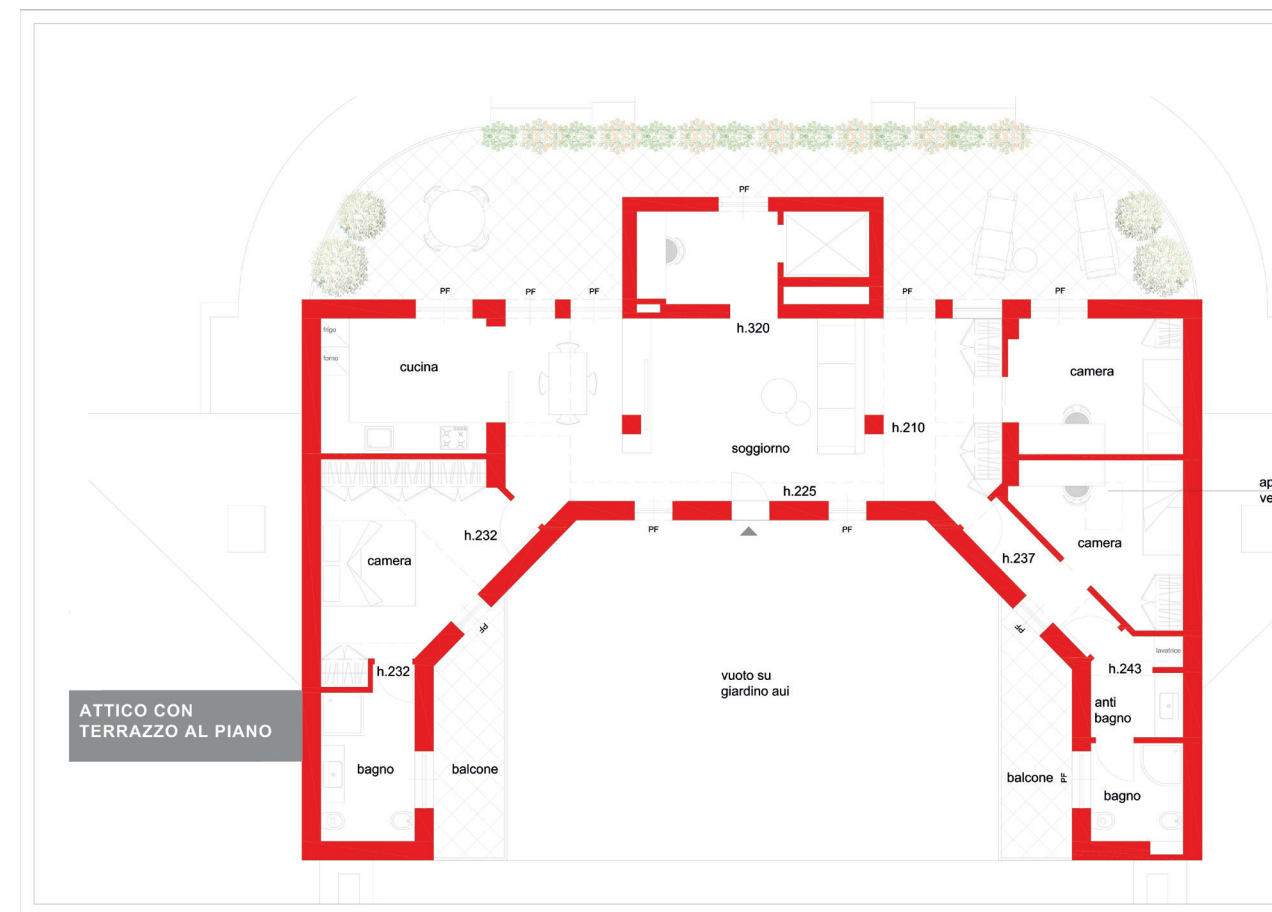 PF
PF
PF
PF
PF
PF
frigo
forno
h.320
cucina
camera
h.210
soggiorno
h.225
ap
ve
PF
PF
h.232
camera
camera
h.237
PF
PF
lavatrice
h.232
h.243
vuoto su
giardino aui
ATTICO CON
TERRAZZO AL PIANO
anti
bagno
bagno
balcone
balcone
PF
bagno